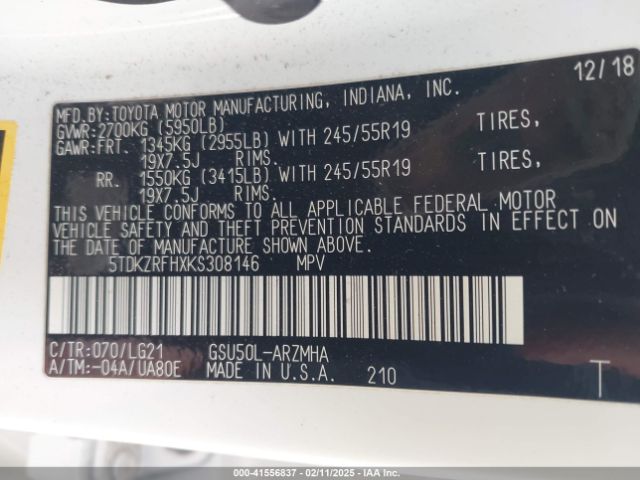 12/18
MFD.BY:TOYOTA MOTOR MANUFACTURING, INDIANA, INC.
GVWR:2700KG (5950LB)
GAWR:FRT. 1345KG (2955LB) WITH 245/55R19 TIRES,
19X7.5J RIMS.
RR. 1550KG (3415LB) WITH 245/55R19 TIRES,
19X7.5J RIMS.
THIS VEHICLE CONFORMS TO ALL APPLICABLE FEDERAL MOTOR
VEHICLE SAFETY AND THEFT PREVENTION STANDARDS IN EFFECT ON
THE DATE OF MANUFACTURE SHOWN ABOVE.
5TDKZRFHXKS308146 MPV
C/TR:070/LG21 GSU50L-ARZMHA
A/TM:-04A/UA80E MADE IN U.S.A. 210 T
000-41556837 - 02/11/2025 - IAA Inc.